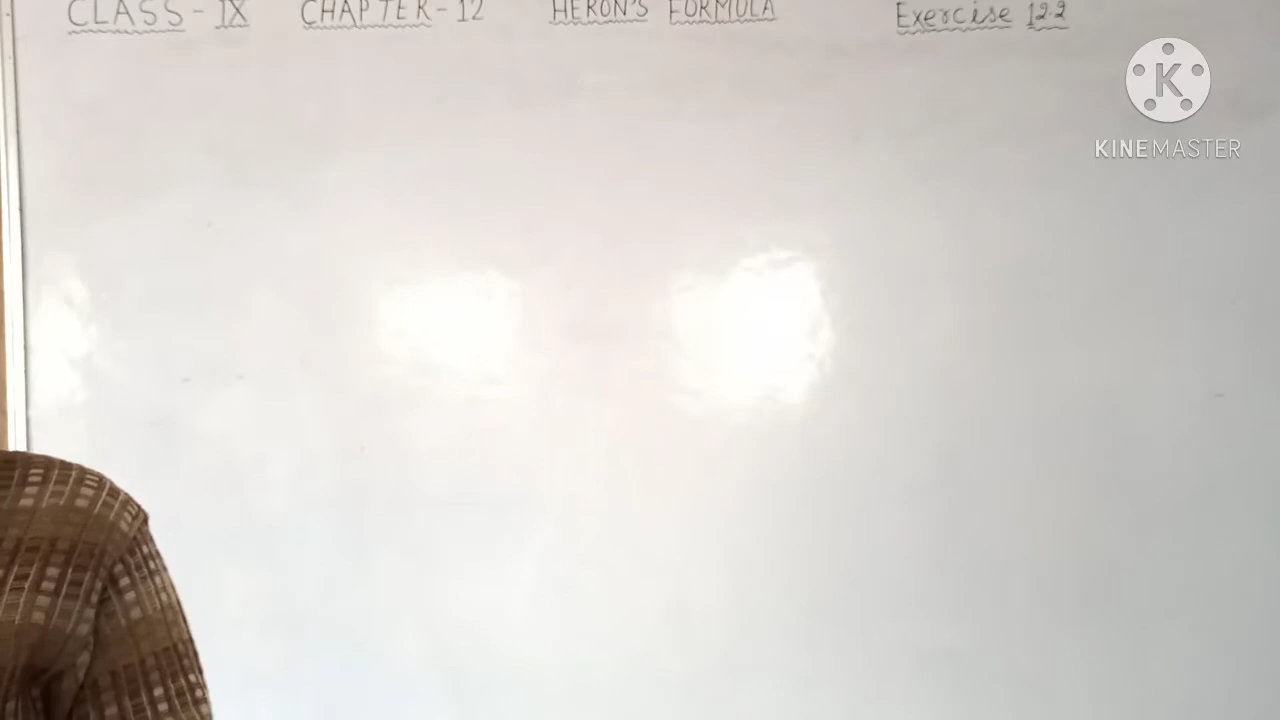 CLASS - IX CHAPTER - 12 HERON'S FORMULA Exercise 12.2
K
KINEMASTER